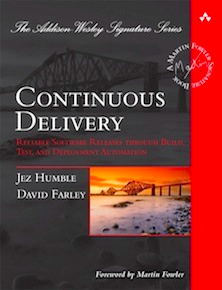 The Addison Wesley Signature Series
A MARTIN FOWLER
SIGNATURE BOOK
CONTINUOUS
DELIVERY
RELIABLE SOFTWARE RELEASES THROUGH BUILD,
TEST, AND DEPLOYMENT AUTOMATION
JEZ HUMBLE
DAVID FARLEY
Foreword by Martin Fowler